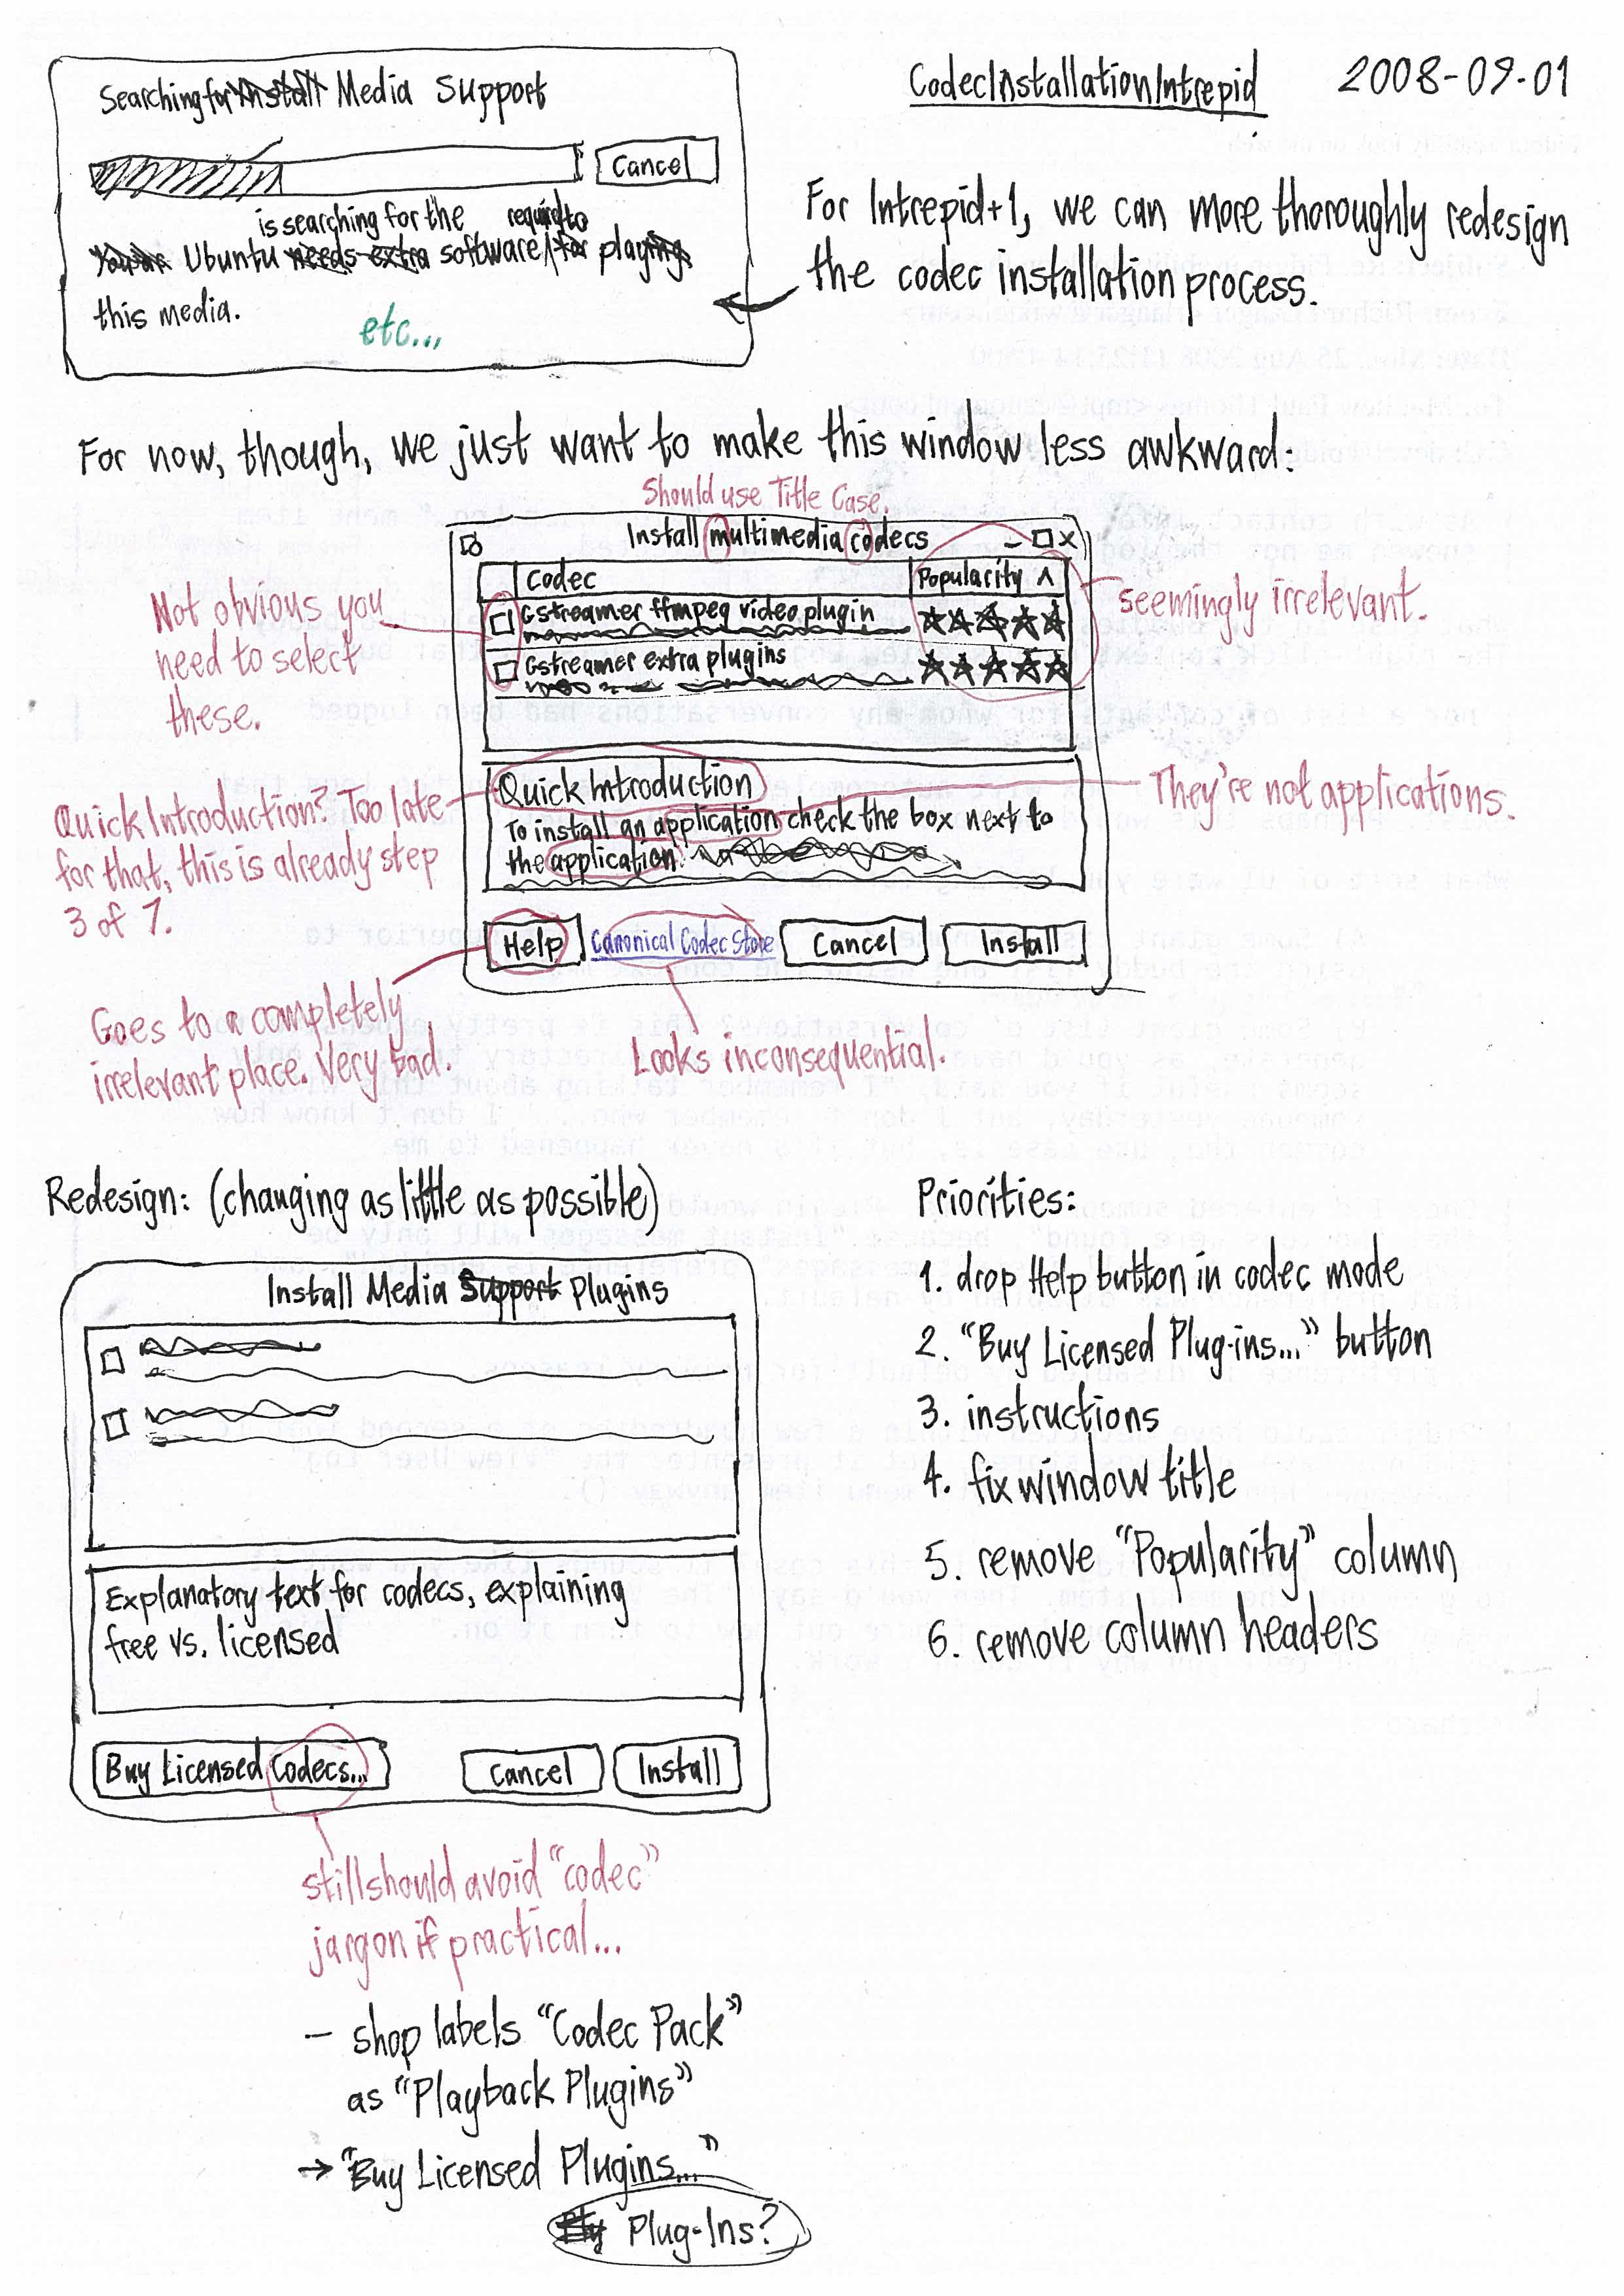 CodecInstallationIntrepid 2008-09-01
Searching for Install Media Support
Cancel
is searching for the required to
You are Ubuntu needs extra software for playing
this media.
etc...
For Intrepid+1, we can more thoroughly redesign
the codec installation process.
For now, though, we just want to make this window less awkward:
Should use Title Case.
Install multimedia codecs
Codec Popularity
Gstreamer ffmpeg video plugin
Gstreamer extra plugins
Not obvious you
need to select
these.
seemingly irrelevant.
Quick Introduction
To install an application check the box next to
the application.
Quick Introduction? Too late
for that, this is already step
3 of 7.
They're not applications.
Help Canonical Codec Store Cancel Install
Goes to a completely
irrelevant place. Very bad.
Looks inconsequential.
Redesign: (changing as little as possible)
Install Media Support Plugins
Explanatory text for codecs, explaining
free vs. licensed
Buy Licensed Codecs... Cancel Install
still should avoid "codec"
jargon if practical...
– shop labels "Codec Pack"
as "Playback Plugins"
→ "Buy Licensed Plugins..."
Plug-Ins?
Priorities:
1. drop Help button in codec mode
2. "Buy Licensed Plug-ins..." button
3. instructions
4. fix window title
5. remove "Popularity" column
6. remove column headers